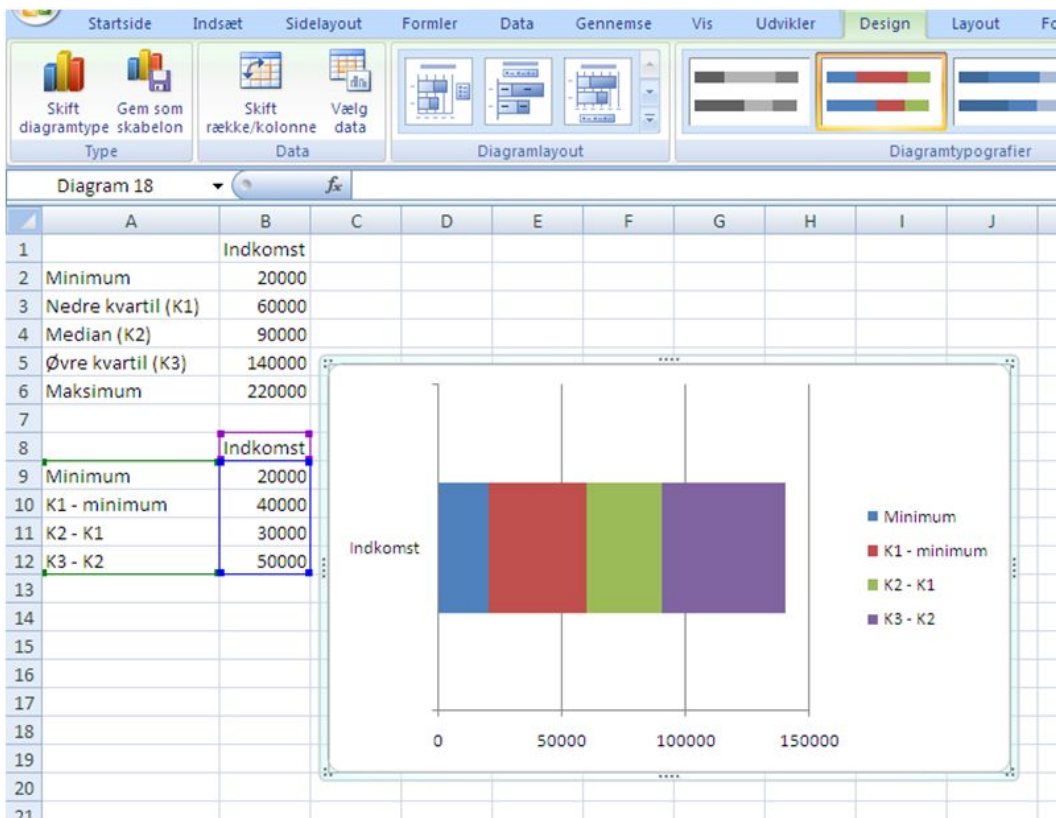 Startside Indsæt Sidelayout Formler Data Gennemse Vis Udvikler Design Layout Fo
Skift diagramtype
Gem som skabelon
Skift række/kolonne
Vælg data
Type Data Diagramlayout Diagramtypografier
Diagram 18 fx
A B C D E F G H I J
1 Indkomst
2 Minimum 20000
3 Nedre kvartil (K1) 60000
4 Median (K2) 90000
5 Øvre kvartil (K3) 140000
6 Maksimum 220000
7
8 Indkomst
9 Minimum 20000
10 K1 - minimum 40000
11 K2 - K1 30000
12 K3 - K2 50000
13
14
15
16
17
18
19
20
21
Indkomst
0 50000 100000 150000
Minimum
K1 - minimum
K2 - K1
K3 - K2